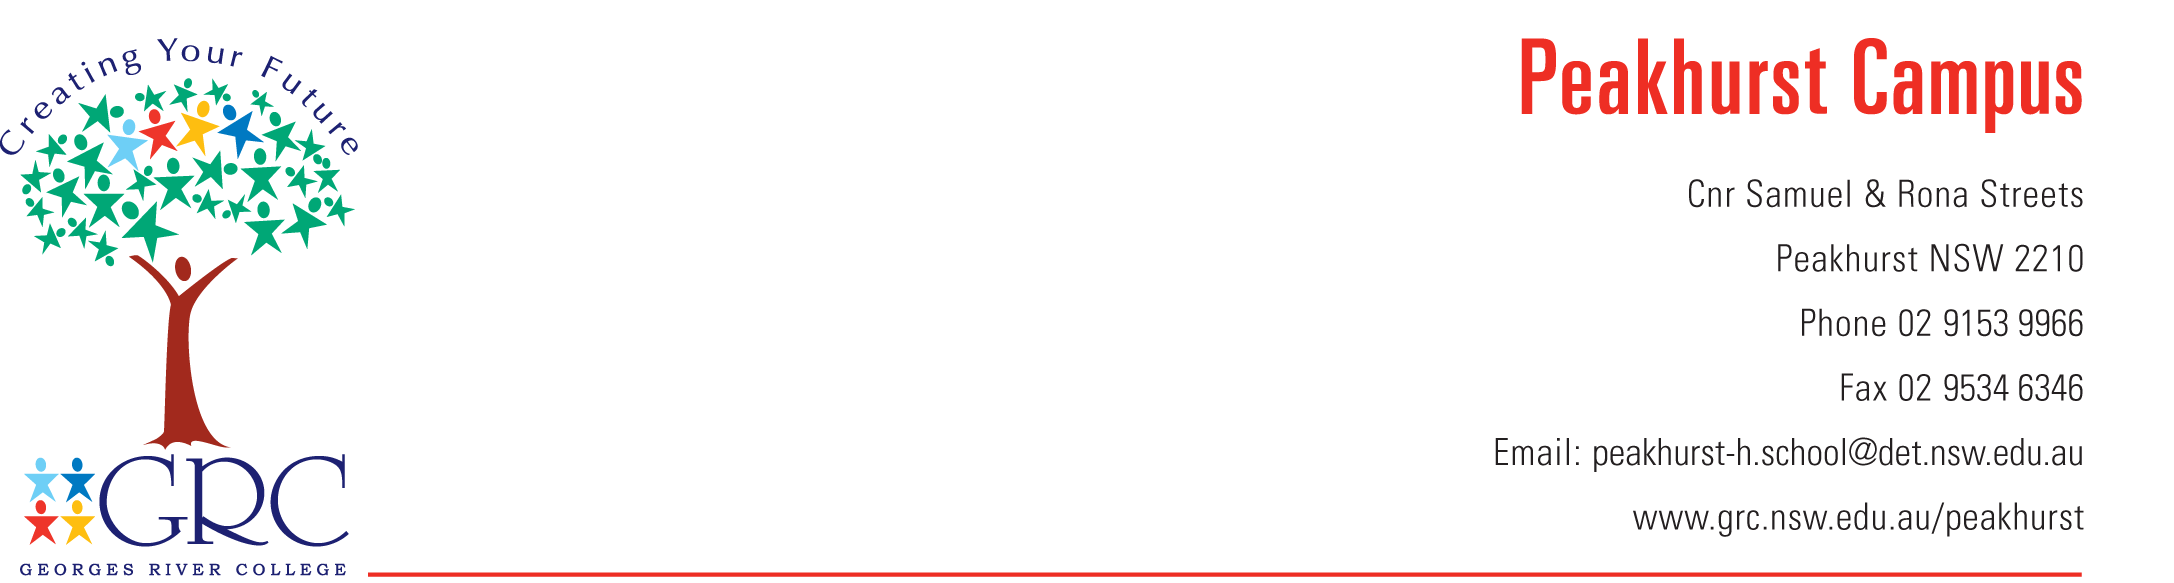 Creating Your Future
GRC
GEORGES RIVER COLLEGE
Peakhurst Campus
Cnr Samuel & Rona Streets
Peakhurst NSW 2210
Phone 02 9153 9966
Fax 02 9534 6346
Email: peakhurst-h.school@det.nsw.edu.au
www.grc.nsw.edu.au/peakhurst